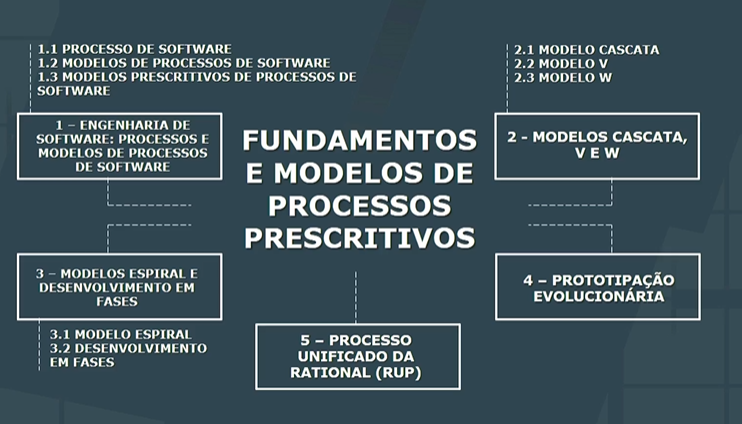 1.1 PROCESSO DE SOFTWARE
1.2 MODELOS DE PROCESSOS DE SOFTWARE
1.3 MODELOS PRESCRITIVOS DE PROCESSOS DE
SOFTWARE
1 – ENGENHARIA DE
SOFTWARE: PROCESSOS E
MODELOS DE PROCESSOS
DE SOFTWARE
FUNDAMENTOS
E MODELOS DE
PROCESSOS
PRESCRITIVOS
2.1 MODELO CASCATA
2.2 MODELO V
2.3 MODELO W
2 - MODELOS CASCATA,
V E W
3 – MODELOS ESPIRAL E
DESENVOLVIMENTO EM
FASES
3.1 MODELO ESPIRAL
3.2 DESENVOLVIMENTO
EM FASES
4 – PROTOTIPAÇÃO
EVOLUCIONÁRIA
5 – PROCESSO
UNIFICADO DA
RATIONAL (RUP)